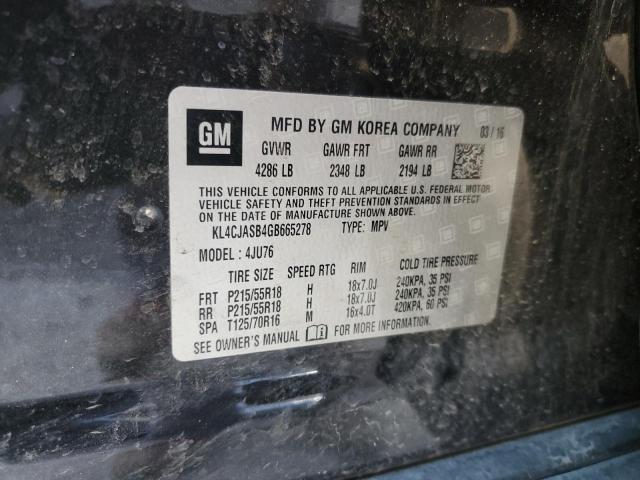 GM
MFD BY GM KOREA COMPANY 03/16
GVWR GAWR FRT GAWR RR
4286 LB 2348 LB 2194 LB
THIS VEHICLE CONFORMS TO ALL APPLICABLE U.S. FEDERAL MOTOR
VEHICLE SAFETY AND THEFT PREVENTION STANDARDS IN EFFECT
ON THE DATE OF MANUFACTURE SHOWN ABOVE.
KL4CJASB4GB665278 TYPE: MPV
MODEL: 4JU76
TIRE SIZE SPEED RTG RIM COLD TIRE PRESSURE
FRT P215/55R18 H 18x7.0J 240KPA, 35 PSI
RR P215/55R18 H 18x7.0J 240KPA, 35 PSI
SPA T125/70R16 M 16x4.0T 420KPA, 60 PSI
SEE OWNER'S MANUAL FOR MORE INFORMATION.